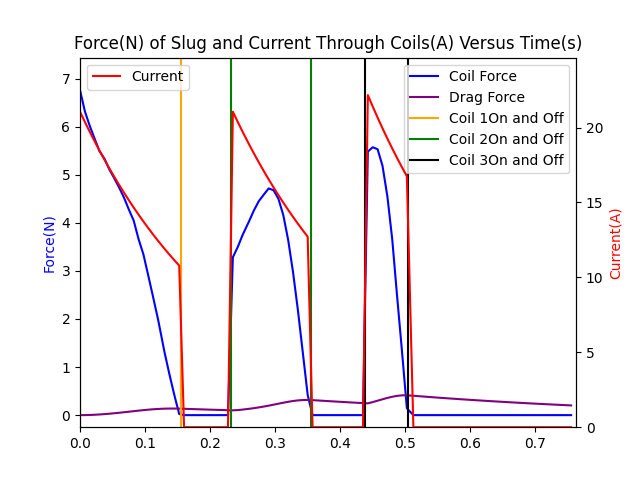 Force(N) of Slug and Current Through Coils(A) Versus Time(s)
Current
Coil Force
Drag Force
Coil 1On and Off
Coil 2On and Off
Coil 3On and Off
Force(N)
7
6
5
4
3
2
1
0
Current(A)
20
15
10
5
0
0.0 0.1 0.2 0.3 0.4 0.5 0.6 0.7